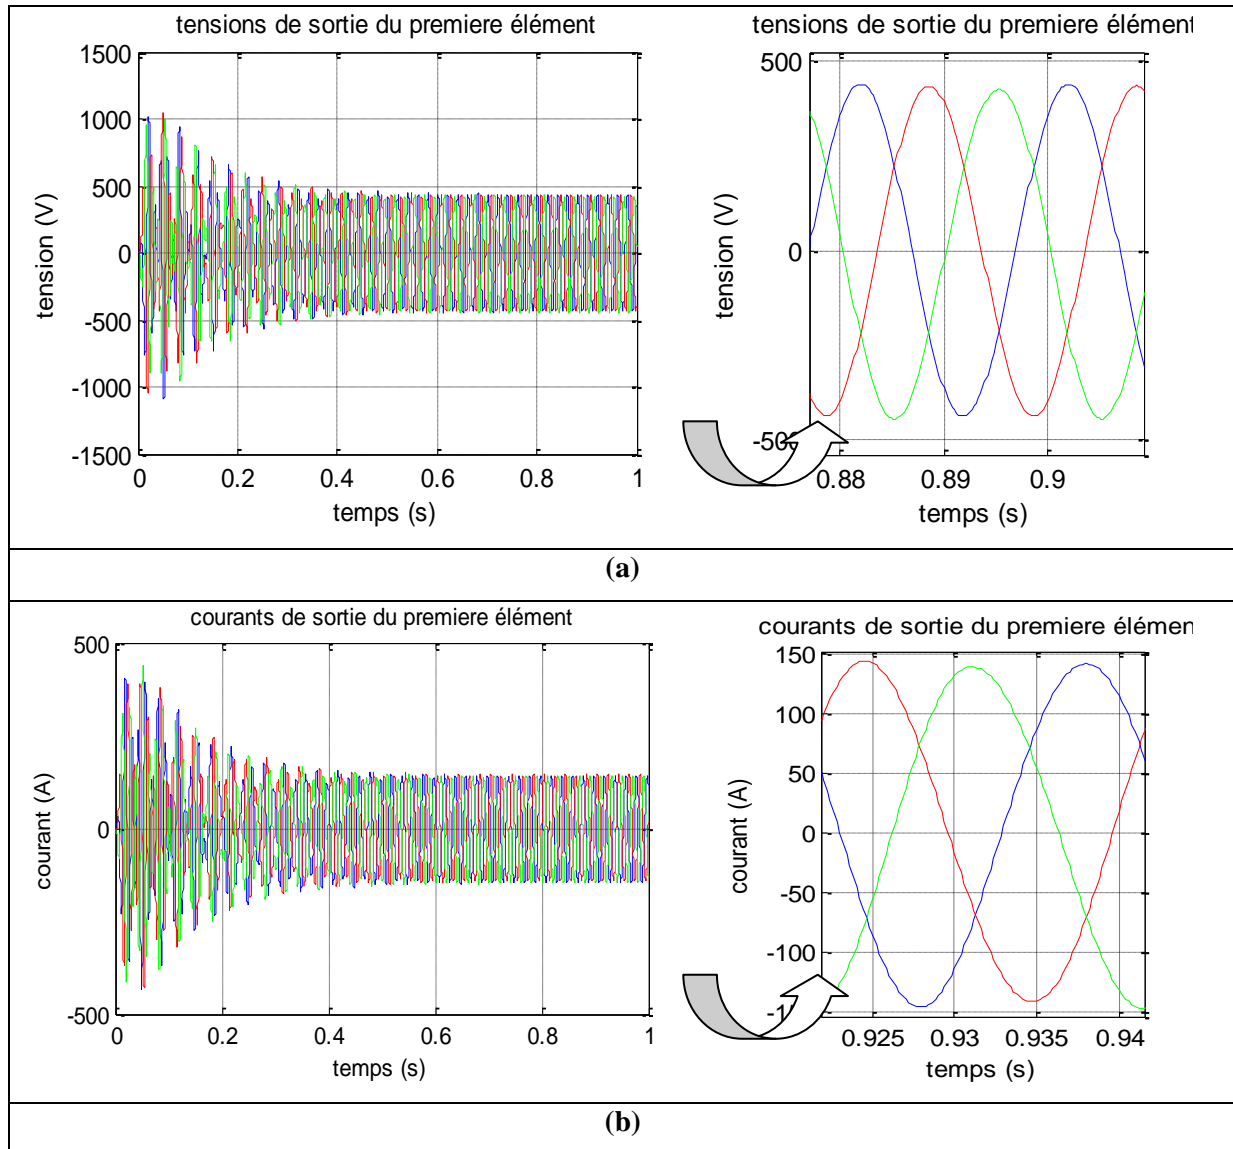 tensions de sortie du premiere élément
1500
1000
500
0
-500
-1000
-1500
tension (V)
0 0.2 0.4 0.6 0.8 1
temps (s)
tensions de sortie du premiere élément
500
0
tension (V)
0.88 0.89 0.9
temps (s)
(a)
courants de sortie du premiere élément
500
0
-500
courant (A)
0 0.2 0.4 0.6 0.8 1
temps (s)
courants de sortie du premiere élémen
150
100
50
0
-50
-100
courant (A)
0.925 0.93 0.935 0.94
temps (s)
(b)